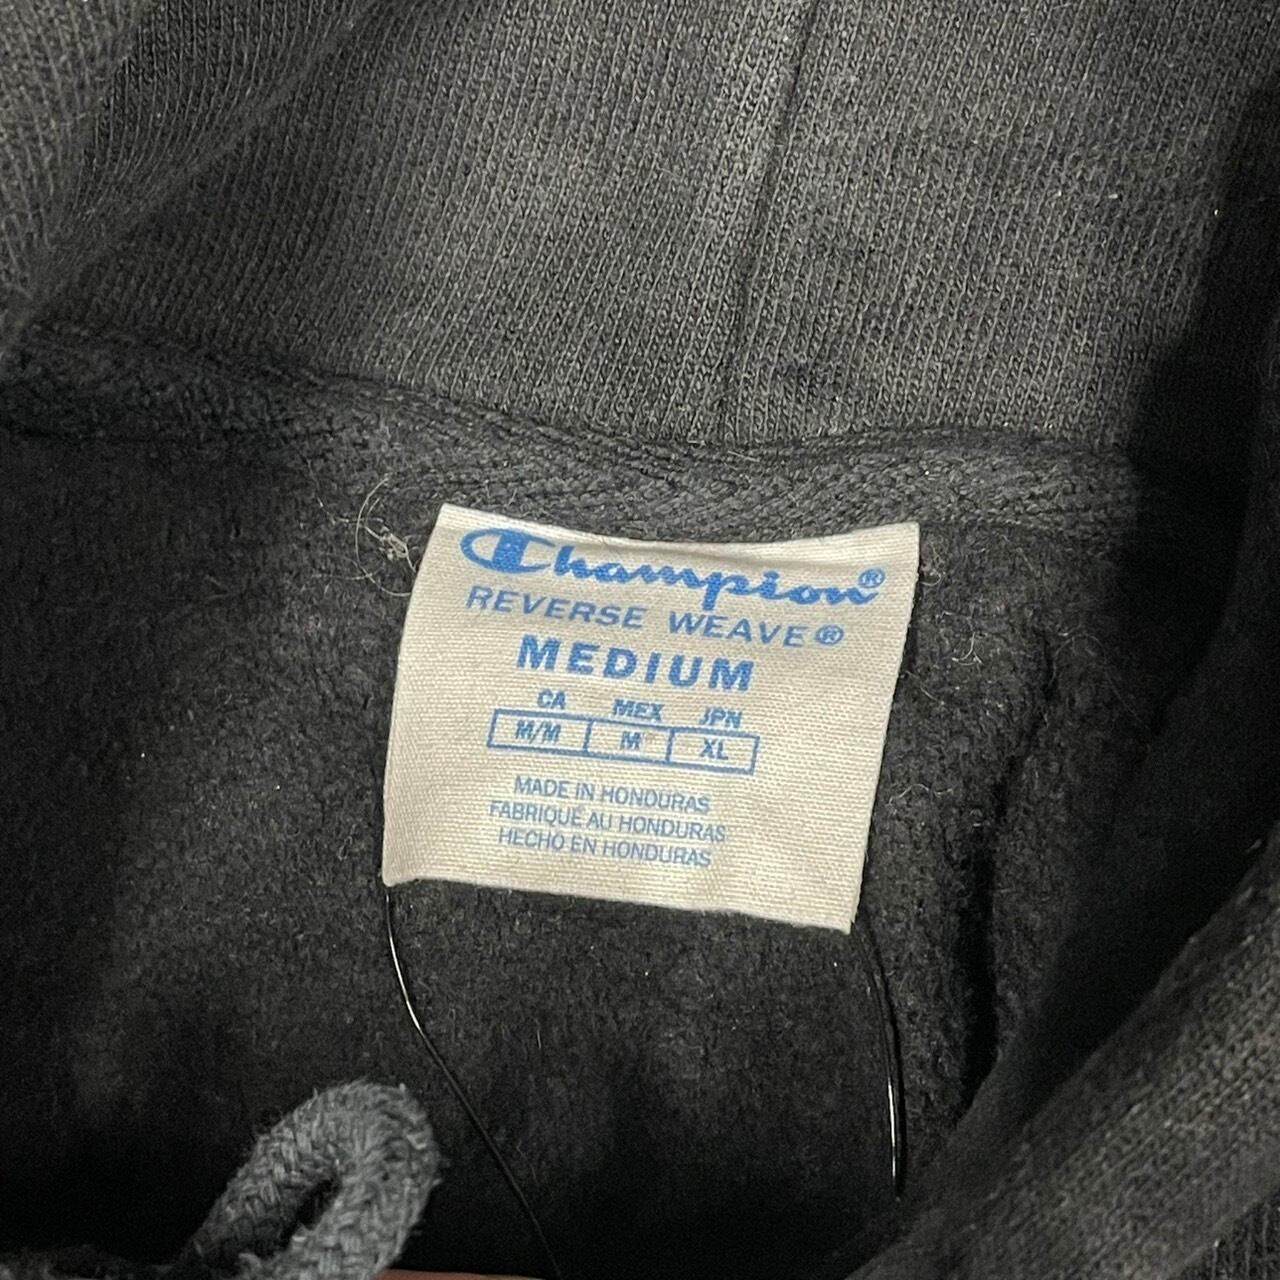 Champion®
REVERSE WEAVE®
MEDIUM
CA MEX JPN
M/M M XL
MADE IN HONDURAS
FABRIQUÉ AU HONDURAS
HECHO EN HONDURAS